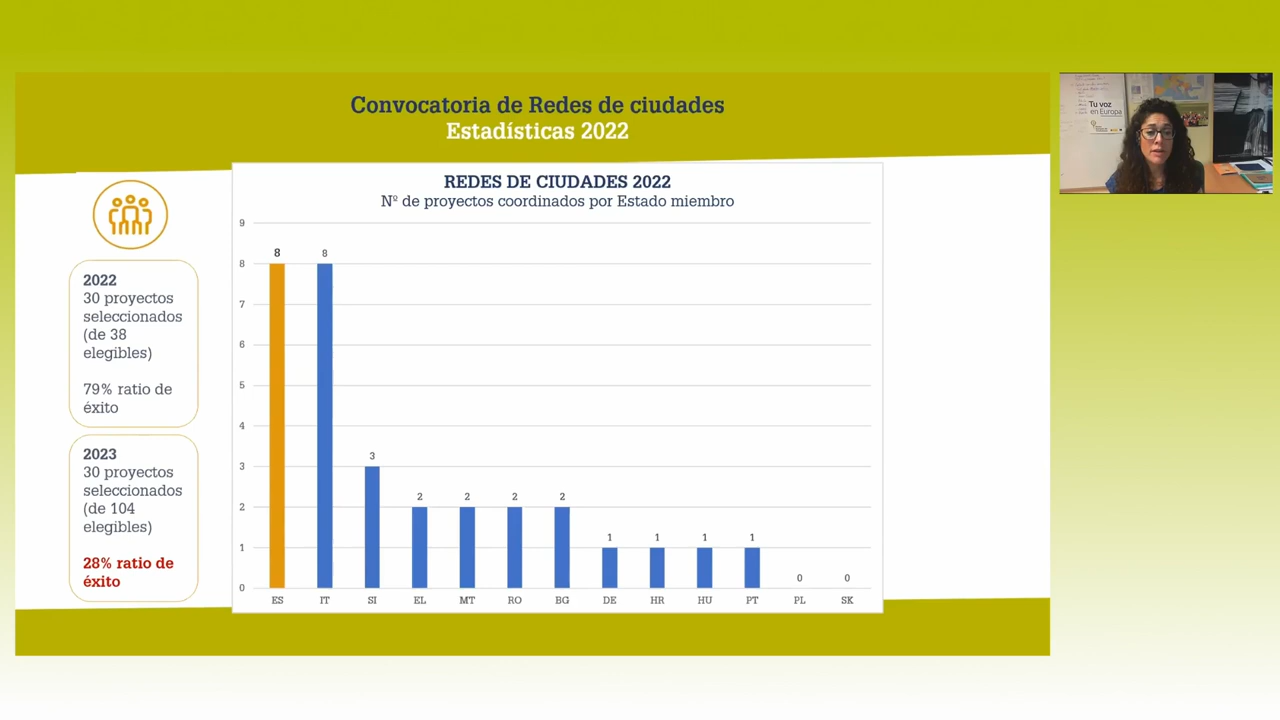 Convocatoria de Redes de ciudades
Estadísticas 2022
2022
30 proyectos
seleccionados
(de 38
elegibles)
79% ratio de
éxito
2023
30 proyectos
seleccionados
(de 104
elegibles)
28% ratio de
éxito
REDES DE CIUDADES 2022
Nº de proyectos coordinados por Estado miembro
9
8
7
6
5
4
3
2
1
0
8 8 3 2 2 2 2 1 1 1 1 0 0
ES IT SI EL MT RO BG DE HR HU PT PL SK
Tu voz
en Europa